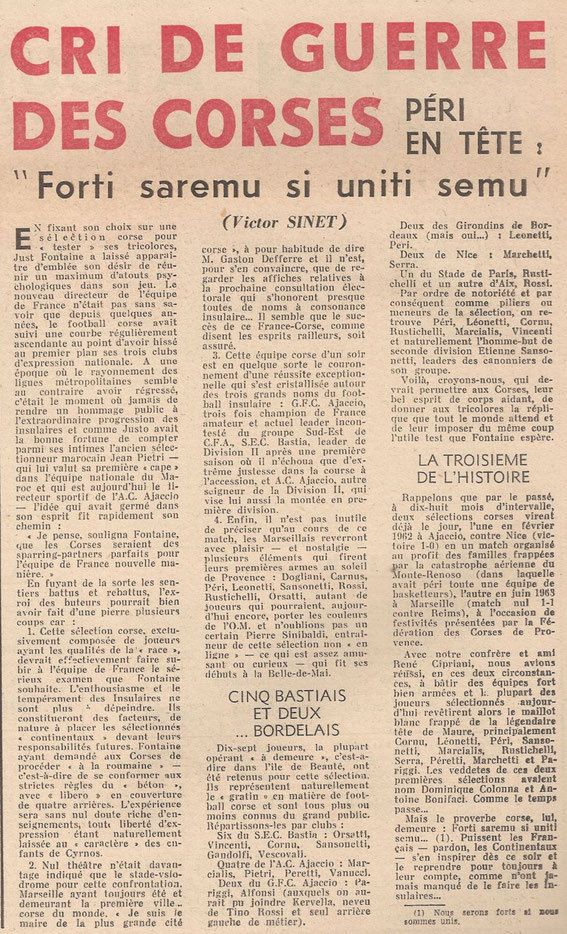 CRI DE GUERRE
DES CORSES
PÉRI
EN TÊTE :
"Forti saremu si uniti semu"
(Victor SINET)
EN fixant son choix sur une
sélection corse pour
« tester » ses tricolores,
Just Fontaine a laissé apparai-
tre d'emblée son désir de réu-
nir un maximum d'atouts psy-
chologiques dans son jeu. Le
nouveau directeur de l'équipe
de France n'était pas sans sa-
voir que depuis quelques an-
nées, le football corse avait
suivi une courbe régulièrement
ascendante au point d'avoir hissé
au premier plan ses trois clubs
d'expression nationale. A une
époque où le rayonnement des
ligues métropolitaines semble
au contraire avoir régressé,
c'était le moment où jamais de
rendre un hommage public à
l'extraordinaire progression des
insulaires et comme Justo avait
la bonne fortune de compter
parmi ses intimes l'ancien sélec-
tionneur marocain Jean Pietri —
qui lui valut sa première « cape »
dans l'équipe nationale du Ma-
roc et qui est aujourd'hui le di-
recteur sportif de l'A.C. Ajaccio
— l'idée qui avait germé dans
son esprit fit rapidement son
chemin :
« Je pense, souligna Fontaine,
que les Corses seraient des
sparring-partners parfaits pour
l'équipe de France nouvelle ma-
nière. »
En fuyant de la sorte les sen-
tiers battus et rebattus, l'ex-
roi des buteurs pourrait bien
avoir fait d'une pierre plusieurs
coups car :
1. Cette sélection corse, exclu-
sivement composée de joueurs
ayant les qualités de la « race »,
devrait effectivement faire su-
bir à l'équipe de France le sé-
rieux examen que Fontaine
souhaite. L'enthousiasme et le
tempérament des Insulaires ne
sont plus à dépeindre. Ils
constitueront des facteurs, de
nature à placer les sélectionnés
« continentaux » devant leurs
responsabilités futures. Fontaine
ayant demandé aux Corses de
procéder « à la roumaine » —
c'est-à-dire de se conformer aux
strictes règles du « béton »
avec « libero » en couverture
de quatre arrières. L'expérience
sera sans nul doute riche d'en-
seignements, tout liberté d'ex-
pression étant naturellement
laissée au « caractère » des en-
fants de Cyrnos.
2. Nul théâtre n'était davan-
tage indiqué que le stade-vélo-
drome pour cette confrontation.
Marseille ayant toujours été et
demeurant la première ville..
corse du monde. « Je suis le
maire de la plus grande cité
corse », à pour habitude de dire
M. Gaston Defferre et il n'est,
pour s'en convaincre, que de re-
garder les affiches relatives à
la prochaine consultation élec-
torale qui s'honorent presque
toutes de noms à consonance
insulaire... Il semble que le suc-
cès de ce France-Corse, comme
disent les esprits railleurs, soit
assuré.
3. Cette équipe corse d'un soir
est en quelque sorte le couron-
nement d'une réussite exception-
nelle qui s'est cristallisée autour
des trois grands noms du foot-
ball insulaire : G.F.C. Ajaccio,
trois fois champion de France
amateur et actuel leader incon-
testé du groupe Sud-Est de
C.F.A., S.E.C. Bastia, leader de
Division II après une première
saison où il n'échoua que d'ex-
trême justesse dans la course à
l'accession, et A.C. Ajaccio, autre
seigneur de la Division II, qui
vise lui aussi la montée en pre-
mière division.
4. Enfin, il n'est pas inutile
de préciser qu'au cours de ce
match, les Marseillais reverront
avec plaisir — et nostalgie —
plusieurs éléments qui firent
leurs premières armes au soleil
de Provence : Dogliani, Carnus,
Péri, Léonetti, Sansonetti, Rossi,
Rustichelli, Orsatti, autant de
joueurs qui pourraient, aujour-
d'hui encore, porter les couleurs
de l'O.M. et n'oublions pas un
certain Pierre Sinibaldi, entraî-
neur de cette sélection non « en
ligne » — ce qui est assez amu-
sant ou curieux — qui fit ses
débuts à la Belle-de-Mai.
CINQ BASTIAIS
ET DEUX
... BORDELAIS
Dix-sept joueurs, la plupart
opérant « à demeure », c'est-à-
dire dans l'île de Beauté, ont
été retenus pour cette sélection.
Ils représentent naturellement
le « gratin » en matière de foot-
ball corse et sont tous plus ou
moins connus du grand public.
Répartissons-les par clubs :
Six du S.E.C. Bastia : Orsatti,
Vincenti, Cornu, Sansonetti,
Gandolfi, Vescovali.
Quatre de l'A.C. Ajaccio : Mar-
cialis, Pietri, Peretti, Vanucci.
Deux du G.F.C. Ajaccio : Pa-
riggi, Alfonsi (auxquels on au-
rait pu joindre Kervella, neveu
de Tino Rossi et seul arrière
gauche de métier).
Deux des Girondins de Bor-
deaux (mais oui...) : Leonetti,
Peri.
Deux de Nice : Marchetti,
Serra.
Un du Stade de Paris, Rusti-
chelli et un autre d'Aix, Rossi.
Par ordre de notoriété et par
conséquent comme piliers ou
meneurs de la sélection, on re-
trouve Péri, Léonetti, Cornu,
Rustichelli, Marcialis, Vincenti
et naturellement l'homme-but de
seconde division Etienne Sanso-
netti, leaders des canonniers de
son groupe.
Voilà, croyons-nous, qui de-
vrait permettre aux Corses, leur
bel esprit de corps aidant, de
donner aux tricolores la répli-
que que tout le monde attend et
de leur imposer du même coup
l'utile test que Fontaine espère.
LA TROISIEME
DE L'HISTOIRE
Rappelons que par le passé,
à dix-huit mois d'intervalle,
deux sélections corses virent
déjà le jour, l'une en février
1962 à Ajaccio, contre Nice (vic-
toire 1-0) en un match organisé
au profit des familles frappées
par la catastrophe aérienne du
Monte-Renoso (dans laquelle
avait péri toute une équipe de
basketteurs), l'autre en juin 1963
à Marseille (match nul 1-1
contre Reims), à l'occasion de
festivités présentées par la Fé-
dération des Corses de Pro-
vence.
Avec notre confrère et ami
René Cipriani, nous avions
réussi, en ces deux circonstan-
ces, à bâtir des équipes fort
bien armées et la plupart des
joueurs sélectionnés aujour-
d'hui revêtirent alors le maillot
blanc frappé de la légendaire
tête de Maure, principalement
Cornu, Léonetti, Péri, Sanso-
netti, Marcialis, Rustichelli,
Serra, Péretti, Marchetti et Pa-
riggi. Les vedettes de ces deux
premières sélections avaient
nom Dominique Colonna et An-
toine Bonifaci. Comme le temps
passe...
Mais le proverbe corse, lui,
demeure : Forti saremu si uniti
semu... (1). Puissent les Fran-
çais — pardon, les Continentaux
— s'en inspirer dès ce soir et
le reprendre pour toujours à
leur compte, comme n'ont ja-
mais manqué de le faire les In-
sulaires...
(1) Nous serons forts si nous
sommes unis.